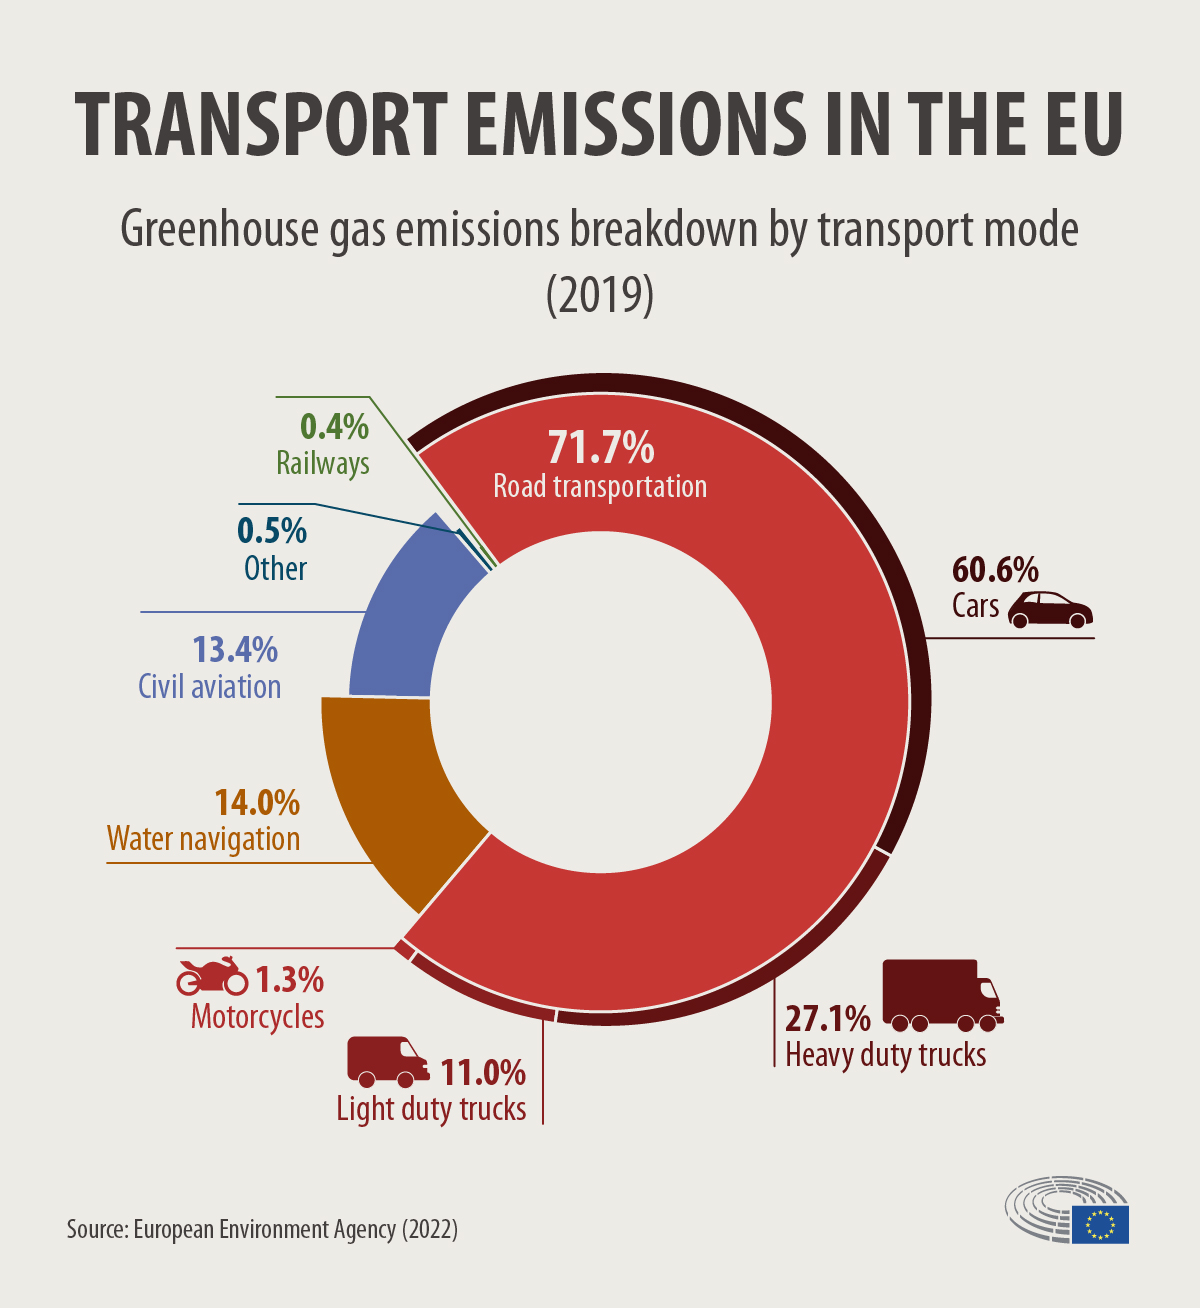 TRANSPORT EMISSIONS IN THE EU
Greenhouse gas emissions breakdown by transport mode
(2019)
0.4%
Railways
0.5%
Other
13.4%
Civil aviation
14.0%
Water navigation
71.7%
Road transportation
60.6%
Cars
27.1%
Heavy duty trucks
11.0%
Light duty trucks
1.3%
Motorcycles
Source: European Environment Agency (2022)